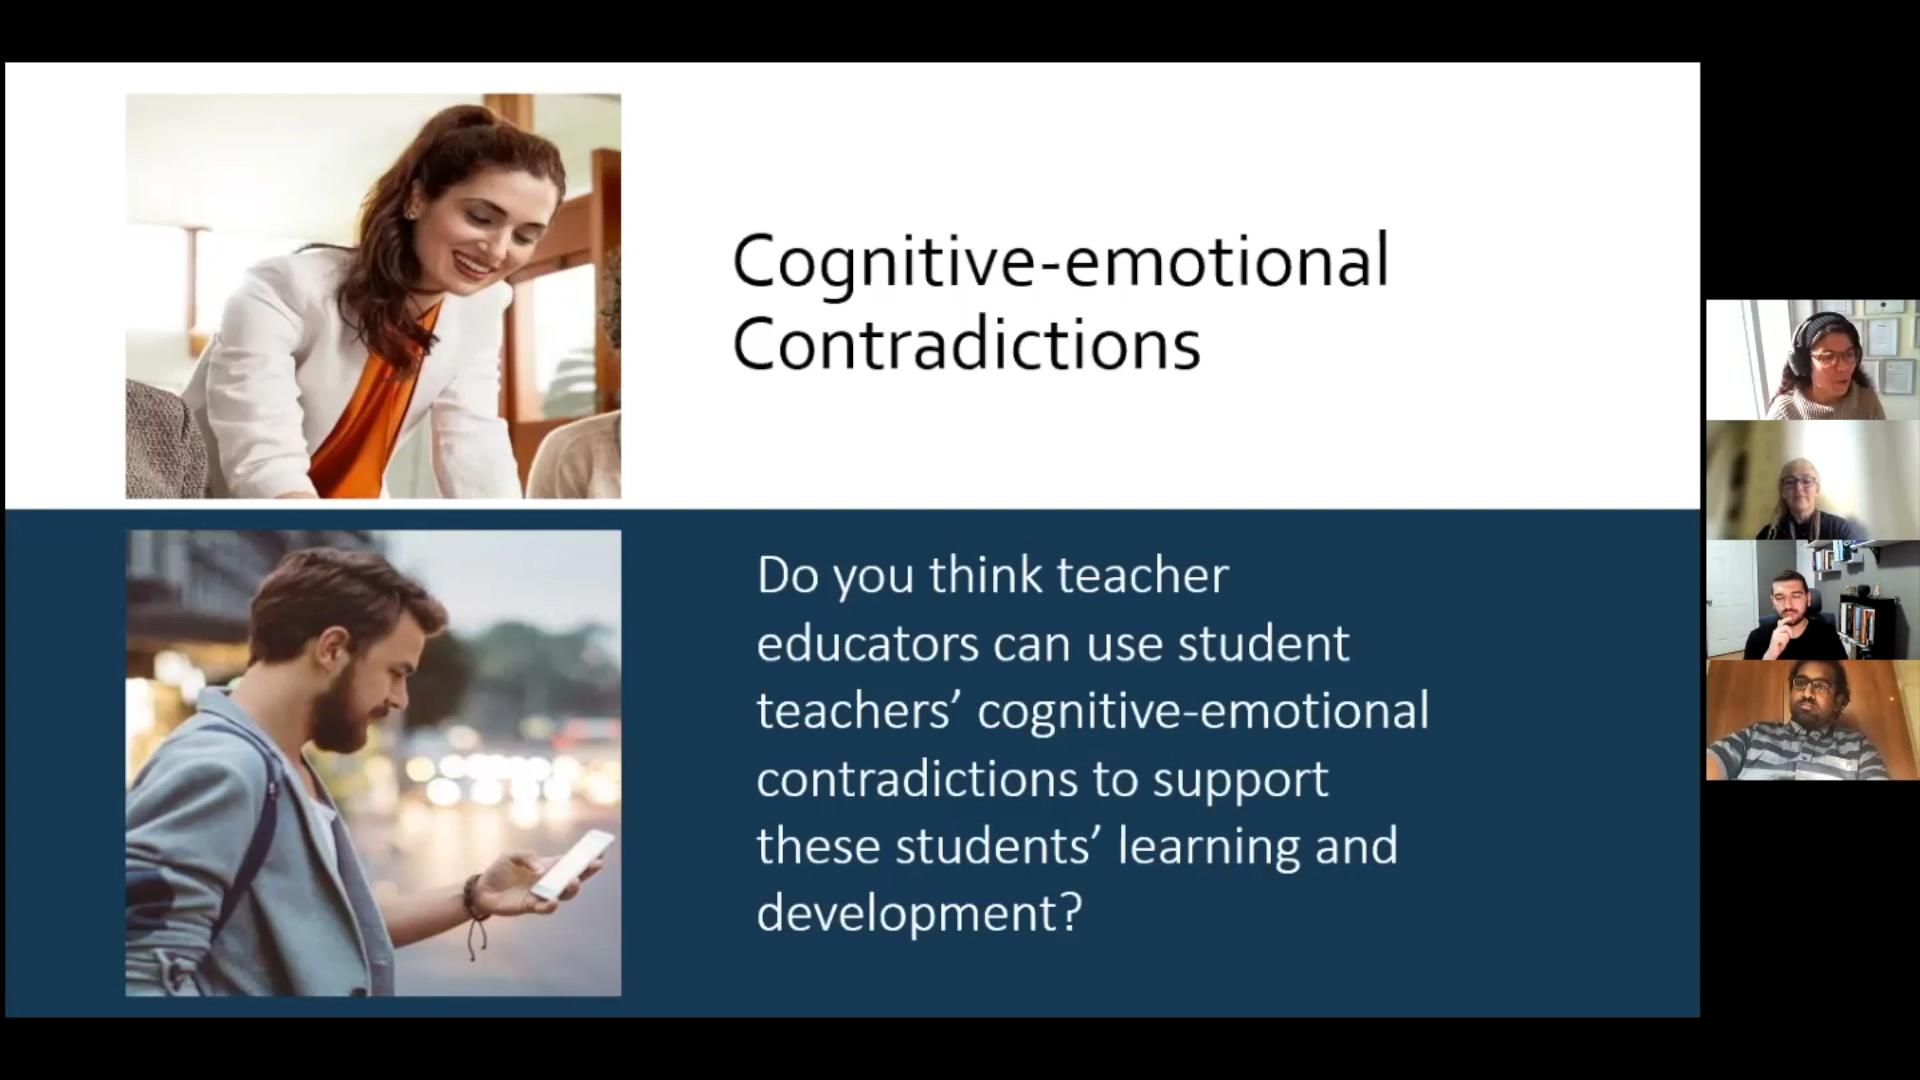 Cognitive-emotional
Contradictions
Do you think teacher
educators can use student
teachers’ cognitive-emotional
contradictions to support
these students’ learning and
development?